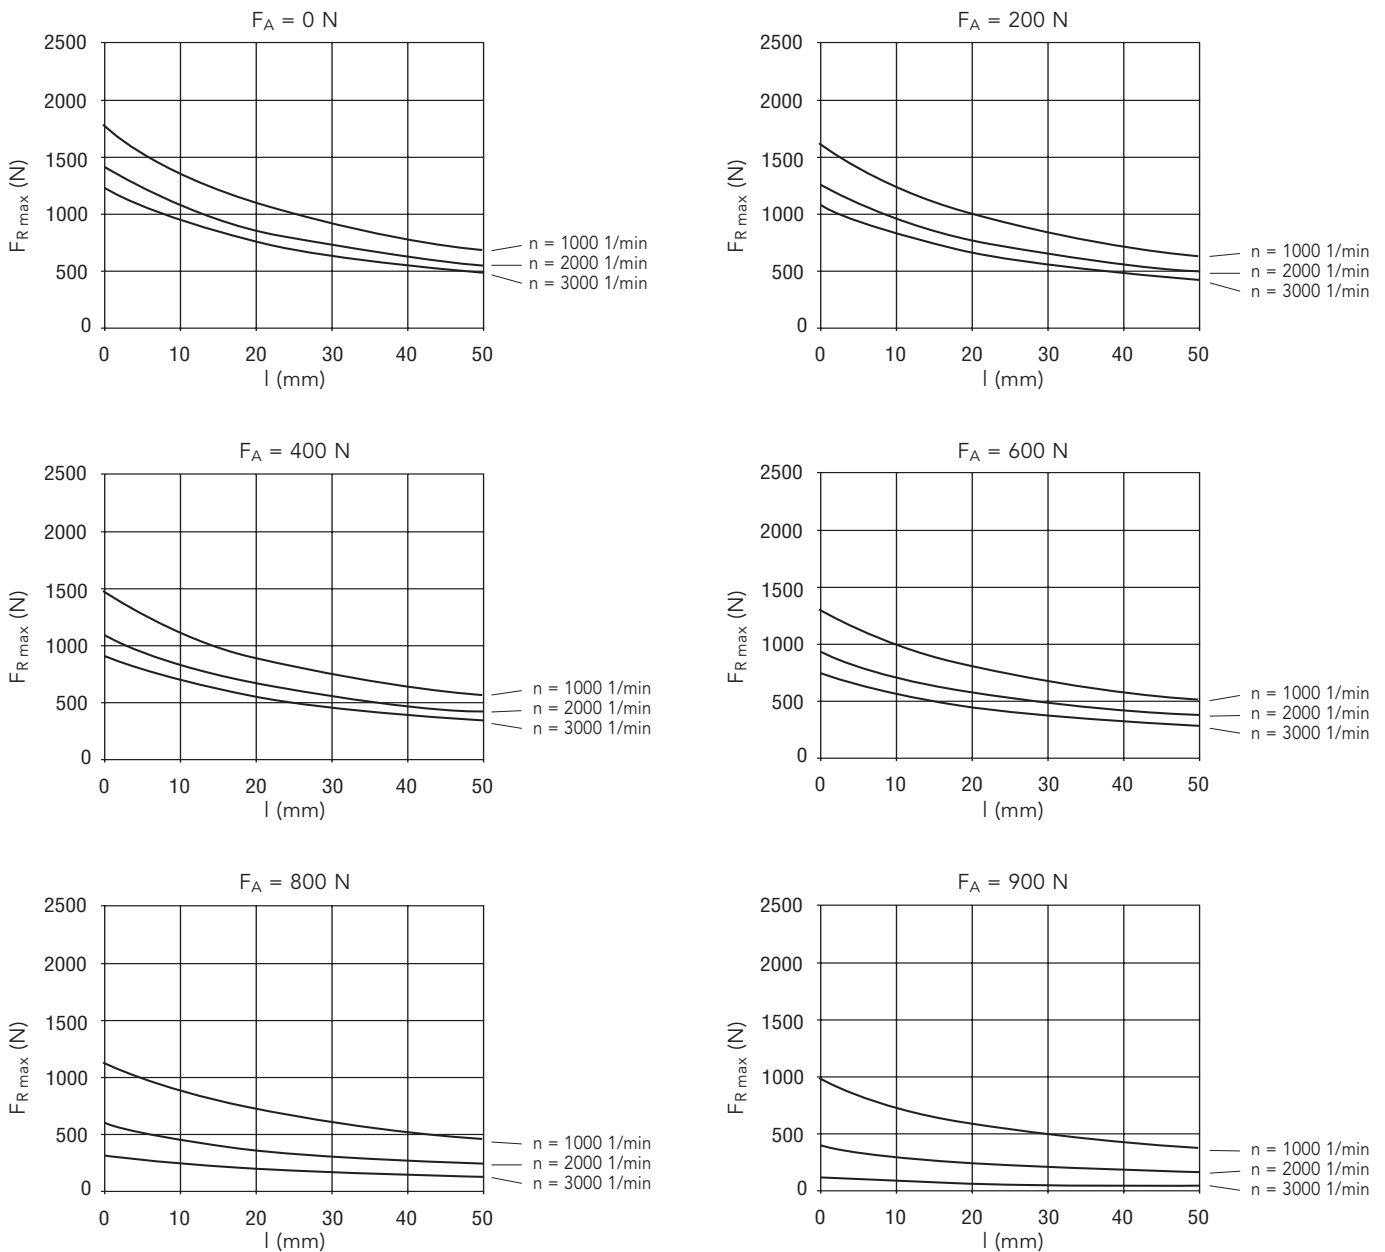 F_A = 0 N
2500
2000
1500
1000
500
0
F_R max (N)
0 10 20 30 40 50
l (mm)
n = 1000 1/min
n = 2000 1/min
n = 3000 1/min
F_A = 200 N
2500
2000
1500
1000
500
0
F_R max (N)
0 10 20 30 40 50
l (mm)
n = 1000 1/min
n = 2000 1/min
n = 3000 1/min
F_A = 400 N
2500
2000
1500
1000
500
0
F_R max (N)
0 10 20 30 40 50
l (mm)
n = 1000 1/min
n = 2000 1/min
n = 3000 1/min
F_A = 600 N
2500
2000
1500
1000
500
0
F_R max (N)
0 10 20 30 40 50
l (mm)
n = 1000 1/min
n = 2000 1/min
n = 3000 1/min
F_A = 800 N
2500
2000
1500
1000
500
0
F_R max (N)
0 10 20 30 40 50
l (mm)
n = 1000 1/min
n = 2000 1/min
n = 3000 1/min
F_A = 900 N
2500
2000
1500
1000
500
0
F_R max (N)
0 10 20 30 40 50
l (mm)
n = 1000 1/min
n = 2000 1/min
n = 3000 1/min